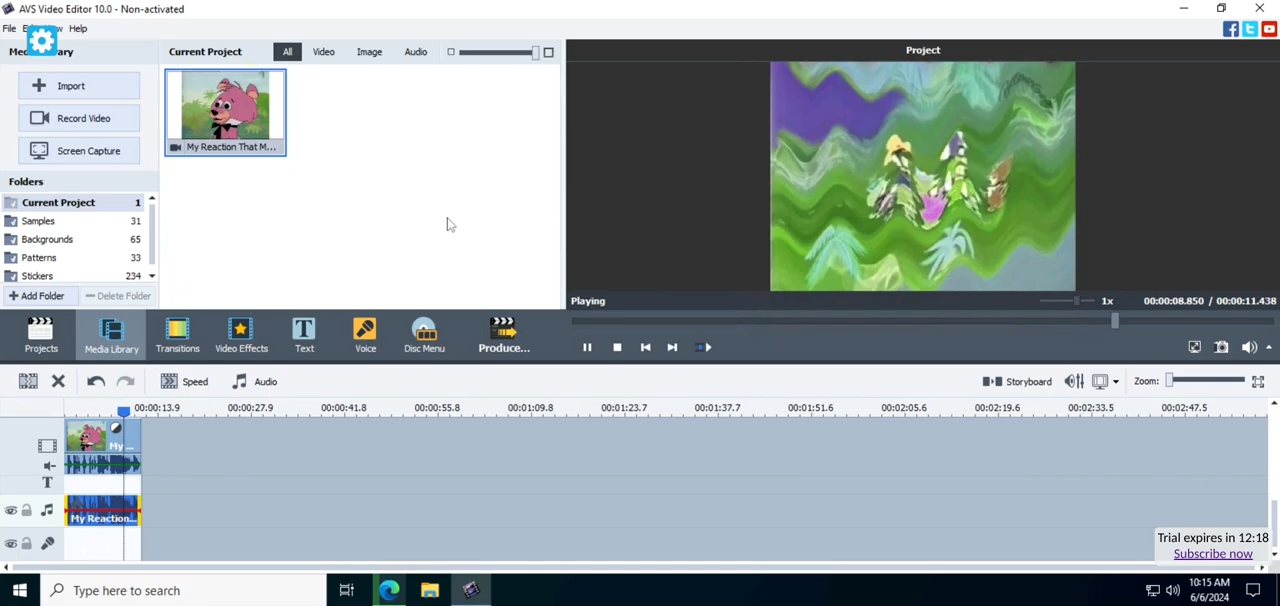 AVS Video Editor 10.0 - Non-activated
File Edit View Help
Media Library
Current Project All Video Image Audio
Project
Import
Record Video
Screen Capture
My Reaction That M...
Folders
Current Project 1
Samples 31
Backgrounds 65
Patterns 33
Stickers 234
Add Folder Delete Folder
Playing 1x 00:00:08.850 / 00:00:11.438
Projects Media Library Transitions Video Effects Text Voice Disc Menu Produce...
Speed Audio Storyboard Zoom:
00:00:13.9 00:00:27.9 00:00:41.8 00:00:55.8 00:01:09.8 00:01:23.7 00:01:37.7 00:01:51.6 00:02:05.6 00:02:19.6 00:02:33.5 00:02:47.5
My ...
T
My Reaction...
Trial expires in 12:18
Subscribe now
Type here to search
10:15 AM
6/6/2024